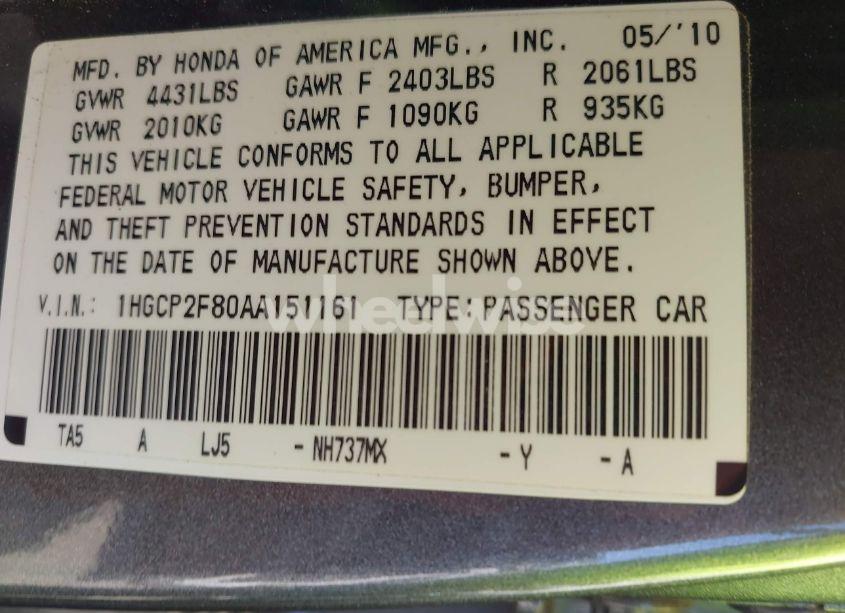 MFD. BY HONDA OF AMERICA MFG., INC. 05/'10
GVWR 4431LBS GAWR F 2403LBS R 2061LBS
GVWR 2010KG GAWR F 1090KG R 935KG
THIS VEHICLE CONFORMS TO ALL APPLICABLE
FEDERAL MOTOR VEHICLE SAFETY, BUMPER,
AND THEFT PREVENTION STANDARDS IN EFFECT
ON THE DATE OF MANUFACTURE SHOWN ABOVE.
V.I.N.: 1HGCP2F80AA151161 TYPE: PASSENGER CAR
wheelwise
TA5 A LJ5 -NH737MX -Y -A